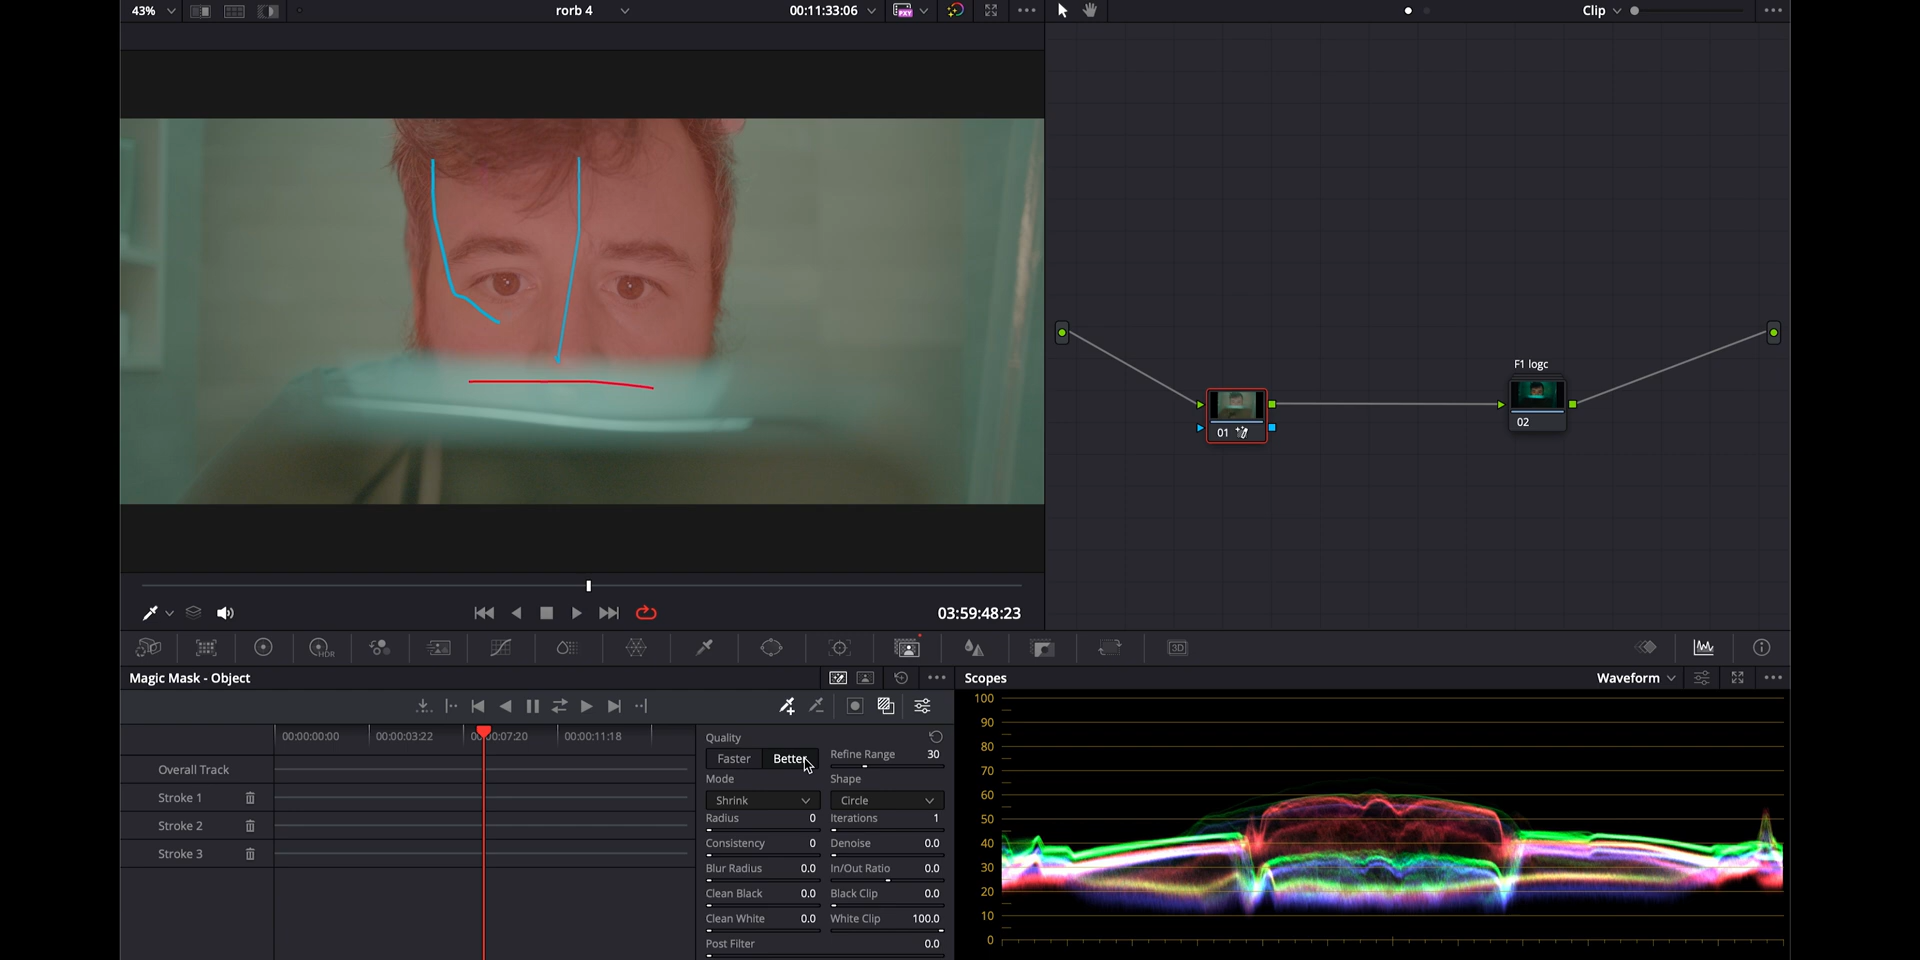 43%
rorb 4
00:11:33:06
PXY
Clip
F1 logc
01
02
03:59:48:23
HDR
3D
Magic Mask - Object
Scopes
Waveform
00:00:00:00
00:00:03:22
00:00:07:20
00:00:11:18
Overall Track
Stroke 1
Stroke 2
Stroke 3
Quality
Faster
Better
Refine Range 30
Mode
Shape
Shrink
Circle
Radius 0
Iterations 1
Consistency 0
Denoise 0.0
Blur Radius 0.0
In/Out Ratio 0.0
Clean Black 0.0
Black Clip 0.0
Clean White 0.0
White Clip 100.0
Post Filter 0.0
100
90
80
70
60
50
40
30
20
10
0